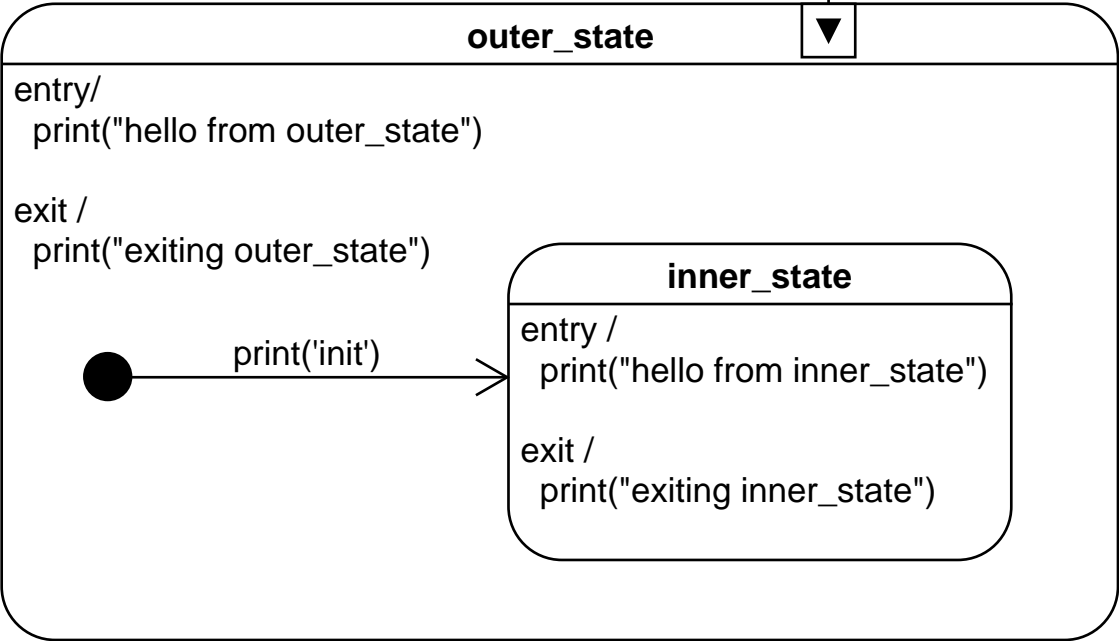 outer_state
entry/
print("hello from outer_state")
exit /
print("exiting outer_state")
print('init')
inner_state
entry /
print("hello from inner_state")
exit /
print("exiting inner_state")